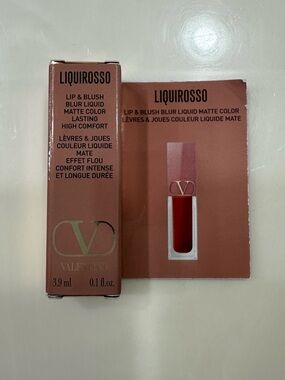 LIQUIROSSO
LIP & BLUSH
BLUR LIQUID
MATTE COLOR
LASTING
HIGH COMFORT
LÈVRES & JOUES
COULEUR LIQUIDE
MATE
EFFET FLOU
CONFORT INTENSE
ET LONGUE DURÉE
V
VALENTINO
3.9 ml 0.1 fl.oz.
LIQUIROSSO
LIP & BLUSH BLUR LIQUID MATTE COLOR
LÈVRES & JOUES COULEUR LIQUIDE MATE
V